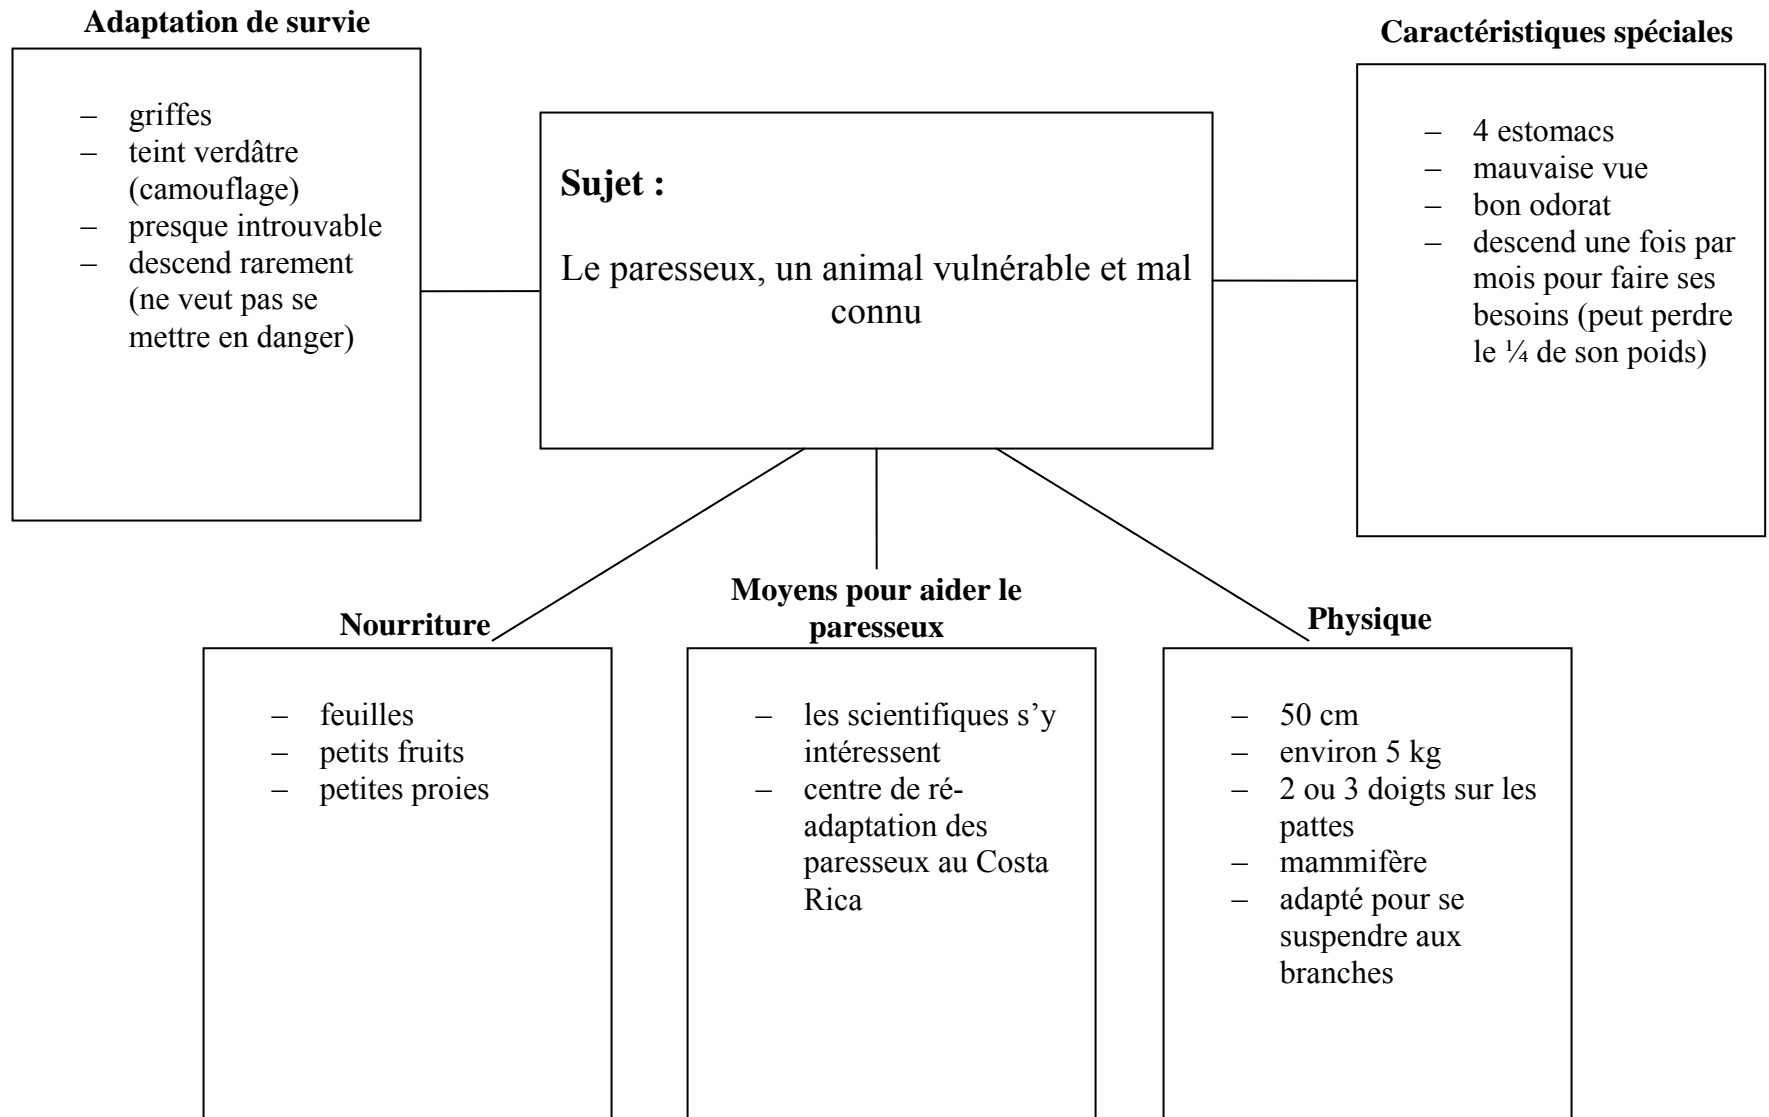 Adaptation de survie
– griffes
– teint verdâtre
(camouflage)
– presque introuvable
– descend rarement
(ne veut pas se
mettre en danger)
Sujet :
Le paresseux, un animal vulnérable et mal
connu
Caractéristiques spéciales
– 4 estomacs
– mauvaise vue
– bon odorat
– descend une fois par
mois pour faire ses
besoins (peut perdre
le ¼ de son poids)
Nourriture
– feuilles
– petits fruits
– petites proies
Moyens pour aider le
paresseux
– les scientifiques s’y
intéressent
– centre de ré-
adaptation des
paresseux au Costa
Rica
Physique
– 50 cm
– environ 5 kg
– 2 ou 3 doigts sur les
pattes
– mammifère
– adapté pour se
suspendre aux
branches